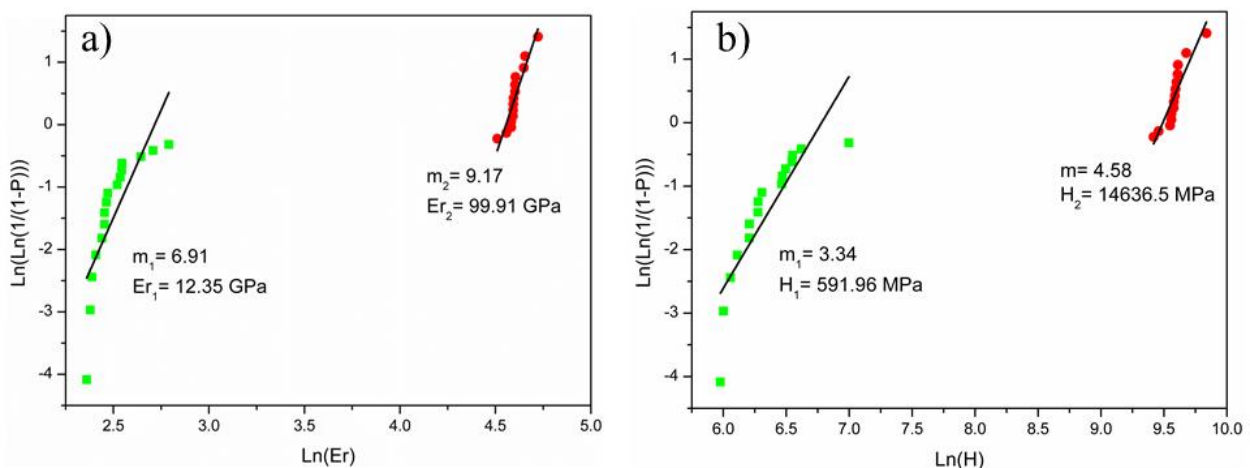 a)
Ln(Ln(1/(1-P)))
1
0
-1
-2
-3
-4
m₂= 9.17
Er₂= 99.91 GPa
m₁= 6.91
Er₁= 12.35 GPa
2.5 3.0 3.5 4.0 4.5 5.0
Ln(Er)
b)
Ln(Ln(1/(1-P)))
1
0
-1
-2
-3
-4
m= 4.58
H₂= 14636.5 MPa
m₁= 3.34
H₁= 591.96 MPa
6.0 6.5 7.0 7.5 8.0 8.5 9.0 9.5 10.0
Ln(H)